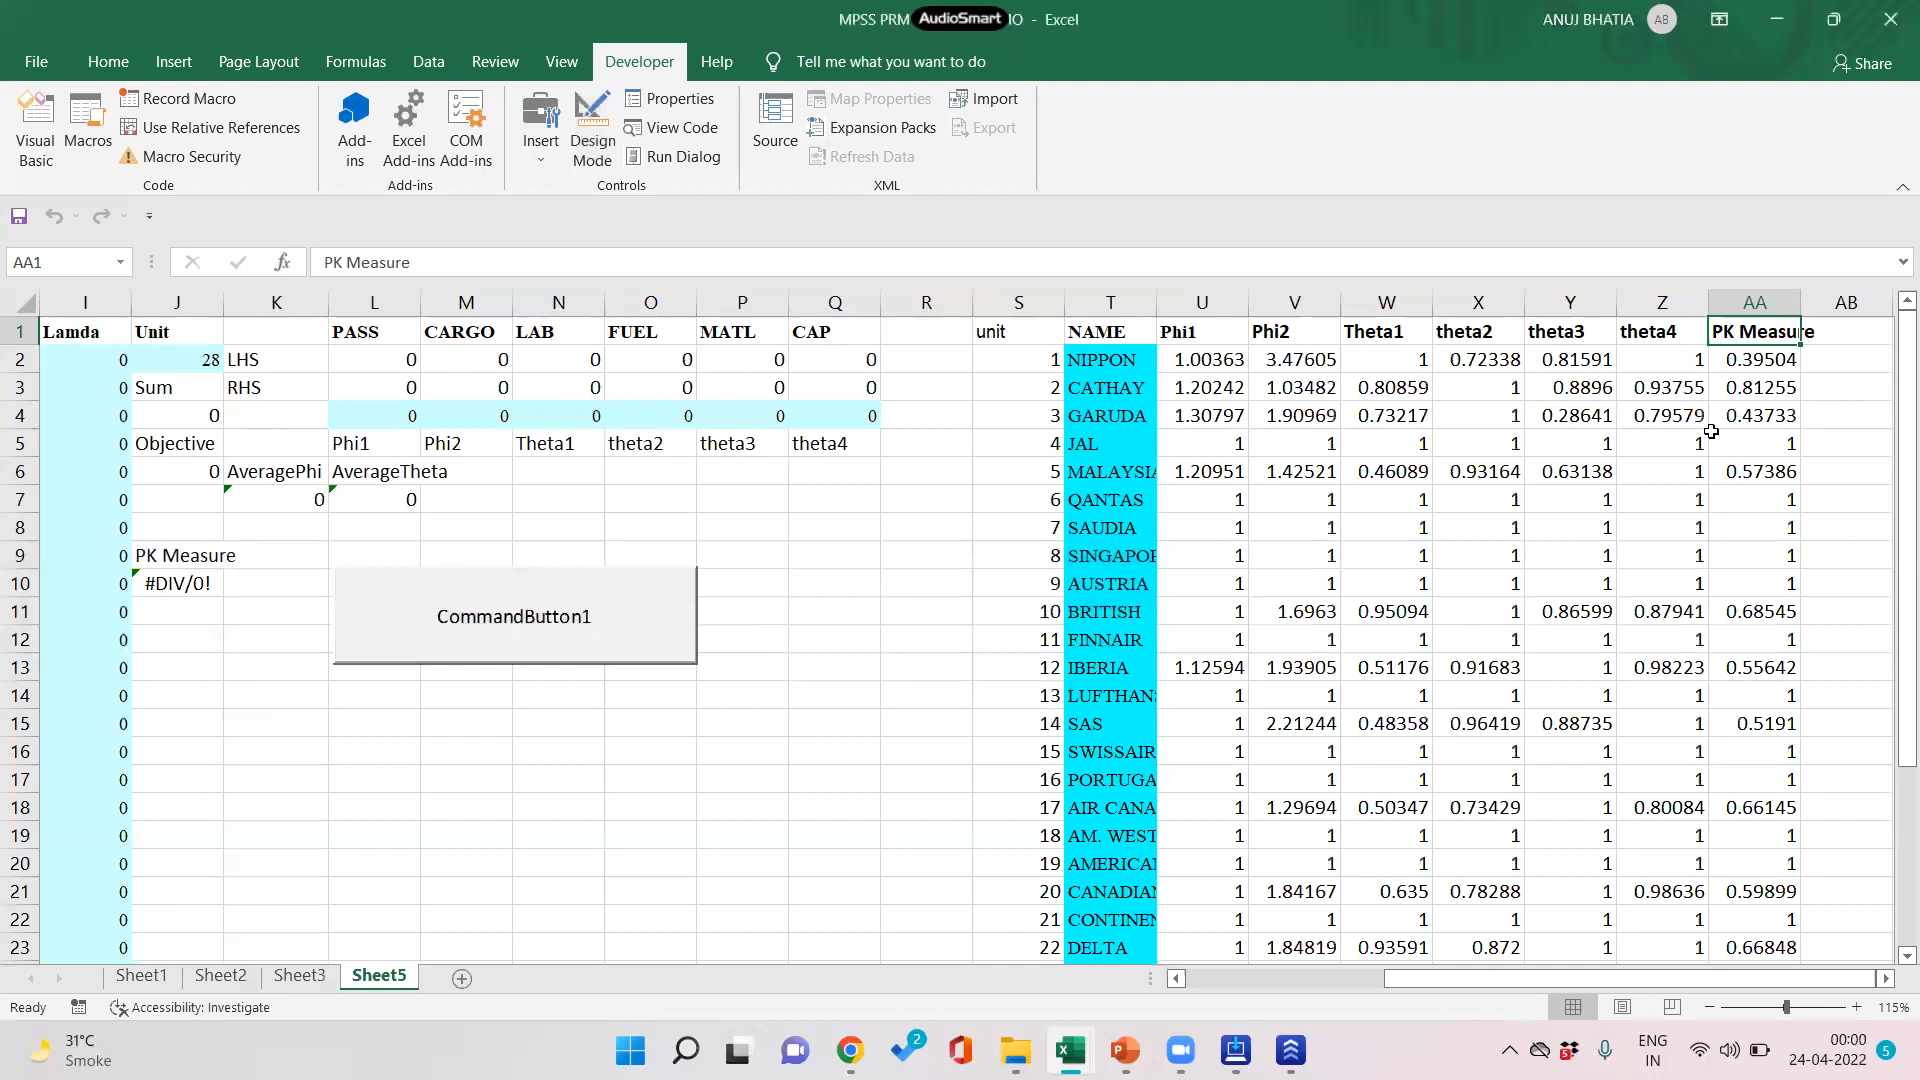 MPSS PRM AudioSmart IO - Excel
ANUJ BHATIA AB
File Home Insert Page Layout Formulas Data Review View Developer Help Tell me what you want to do Share
Visual Basic
Macros
Record Macro
Use Relative References
Macro Security
Code
Add-ins
Excel Add-ins
COM Add-ins
Add-ins
Insert
Design Mode
Properties
View Code
Run Dialog
Controls
Source
Map Properties
Expansion Packs
Refresh Data
Import
Export
XML
AA1 fx PK Measure
I J K L M N O P Q R S T U V W X Y Z AA AB
1 Lamda Unit PASS CARGO LAB FUEL MATL CAP unit NAME Phi1 Phi2 Theta1 theta2 theta3 theta4 PK Measure
2 0 28 LHS 0 0 0 0 0 0 1 NIPPON 1.00363 3.47605 1 0.72338 0.81591 1 0.39504
3 0 Sum RHS 0 0 0 0 0 0 2 CATHAY 1.20242 1.03482 0.80859 1 0.8896 0.93755 0.81255
4 0 0 0 0 0 0 0 0 3 GARUDA 1.30797 1.90969 0.73217 1 0.28641 0.79579 0.43733
5 0 Objective Phi1 Phi2 Theta1 theta2 theta3 theta4 4 JAL 1 1 1 1 1 1 1
6 0 0 AveragePhi AverageTheta 5 MALAYSIA 1.20951 1.42521 0.46089 0.93164 0.63138 1 0.57386
7 0 0 0 6 QANTAS 1 1 1 1 1 1 1
8 0 7 SAUDIA 1 1 1 1 1 1 1
9 0 PK Measure 8 SINGAPOR 1 1 1 1 1 1 1
10 0 #DIV/0! 9 AUSTRIA 1 1 1 1 1 1 1
11 0 10 BRITISH 1 1.6963 0.95094 1 0.86599 0.87941 0.68545
12 0 11 FINNAIR 1 1 1 1 1 1 1
13 0 12 IBERIA 1.12594 1.93905 0.51176 0.91683 1 0.98223 0.55642
14 0 13 LUFTHANS 1 1 1 1 1 1 1
15 0 14 SAS 1 2.21244 0.48358 0.96419 0.88735 1 0.5191
16 0 15 SWISSAIR 1 1 1 1 1 1 1
17 0 16 PORTUGA 1 1 1 1 1 1 1
18 0 17 AIR CANA 1 1.29694 0.50347 0.73429 1 0.80084 0.66145
19 0 18 AM. WEST 1 1 1 1 1 1 1
20 0 19 AMERICAN 1 1 1 1 1 1 1
21 0 20 CANADIAN 1 1.84167 0.635 0.78288 1 0.98636 0.59899
22 0 21 CONTINEN 1 1 1 1 1 1 1
23 0 22 DELTA 1 1.84819 0.93591 0.872 1 1 0.66848
CommandButton1
Sheet1 Sheet2 Sheet3 Sheet5
Ready Accessibility: Investigate 115%
31°C
Smoke
2
5
ENG
IN
00:00
24-04-2022
5